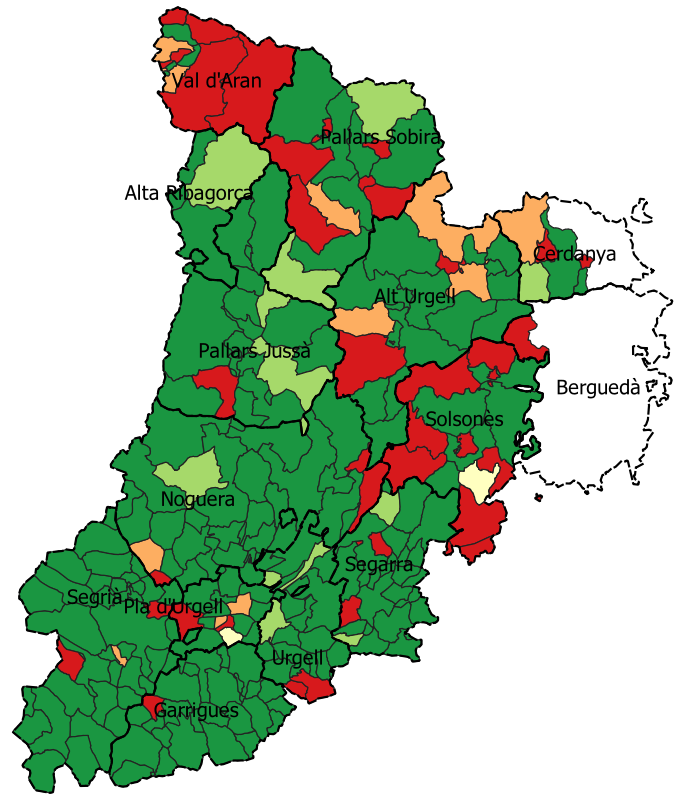 Val d'Aran
Pallars Sobirà
Alta Ribagorça
Cerdanya
Alt Urgell
Pallars Jussà
Berguedà
Solsonès
Noguera
Segarra
Segrià
Pla d'Urgell
Urgell
Garrigues